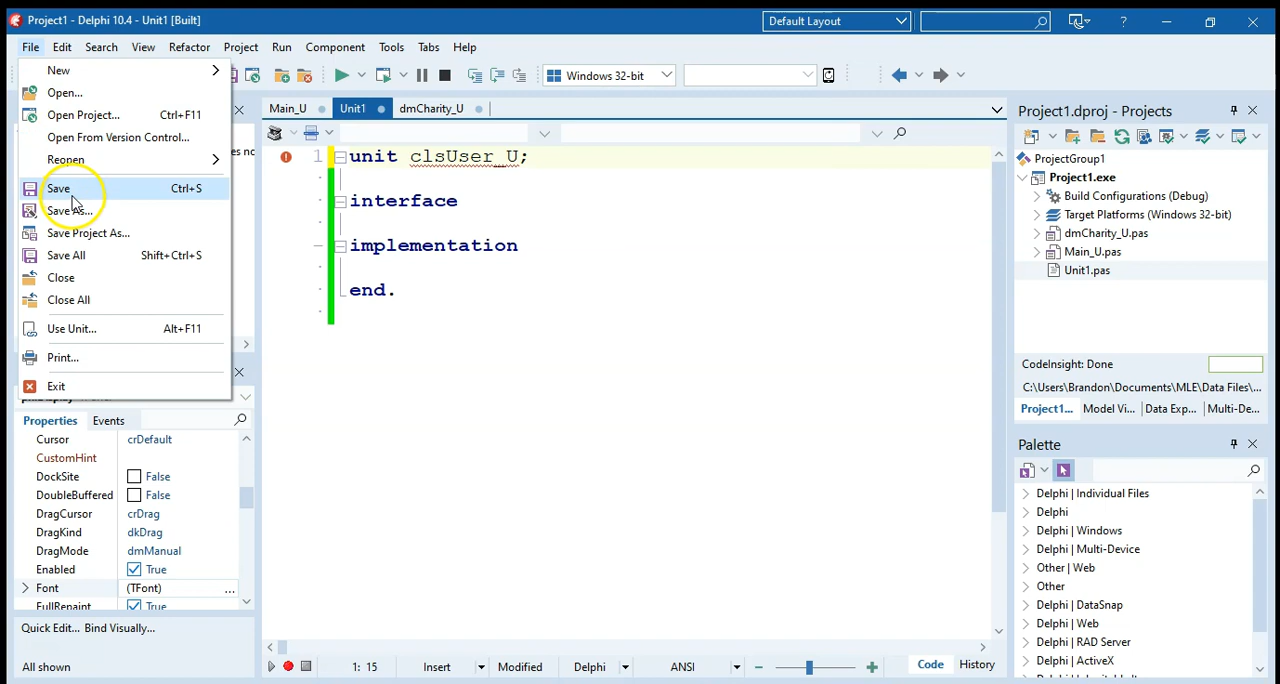 Project1 - Delphi 10.4 - Unit1 [Built]
Default Layout
?
File Edit Search View Refactor Project Run Component Tools Tabs Help
Windows 32-bit
New
Open...
Open Project... Ctrl+F11
Open From Version Control...
Reopen
Save Ctrl+S
Save As...
Save Project As...
Save All Shift+Ctrl+S
Close
Close All
Use Unit... Alt+F11
Print...
Exit
es no
Main_U Unit1 dmCharity_U
1 unit clsUser_U;
interface
implementation
end.
Properties Events
Cursor crDefault
CustomHint
DockSite False
DoubleBuffered False
DragCursor crDrag
DragKind dkDrag
DragMode dmManual
Enabled True
Font (TFont) ...
FullRepaint True
Quick Edit... Bind Visually...
All shown
1: 15 Insert Modified Delphi ANSI Code History
Project1.dproj - Projects
ProjectGroup1
Project1.exe
Build Configurations (Debug)
Target Platforms (Windows 32-bit)
dmCharity_U.pas
Main_U.pas
Unit1.pas
CodeInsight: Done
C:\Users\Brandon\Documents\MLE\Data Files\...
Project1... Model Vi... Data Exp... Multi-De...
Palette
Delphi | Individual Files
Delphi
Delphi | Windows
Delphi | Multi-Device
Other | Web
Other
Delphi | DataSnap
Delphi | Web
Delphi | RAD Server
Delphi | ActiveX